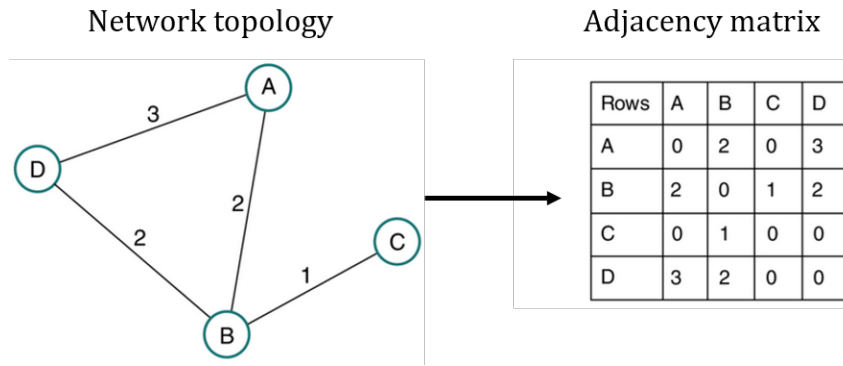 Network topology
Adjacency matrix
A
3
D
2
2
C
1
B
Rows A B C D
A 0 2 0 3
B 2 0 1 2
C 0 1 0 0
D 3 2 0 0